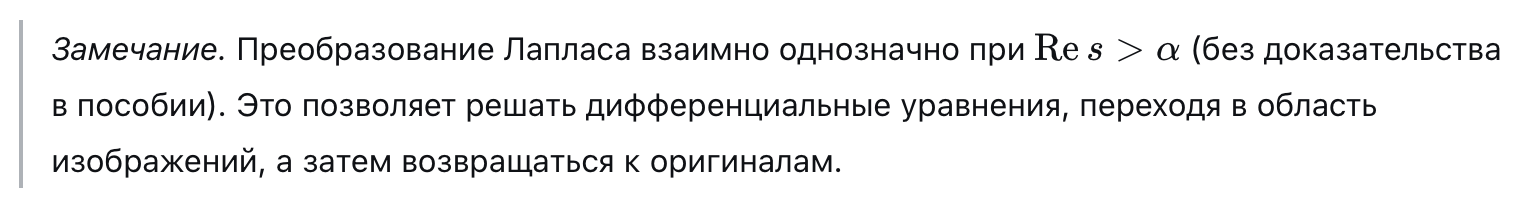 Замечание. Преобразование Лапласа взаимно однозначно при Re s > α (без доказательства
в пособии). Это позволяет решать дифференциальные уравнения, переходя в область
изображений, а затем возвращаться к оригиналам.